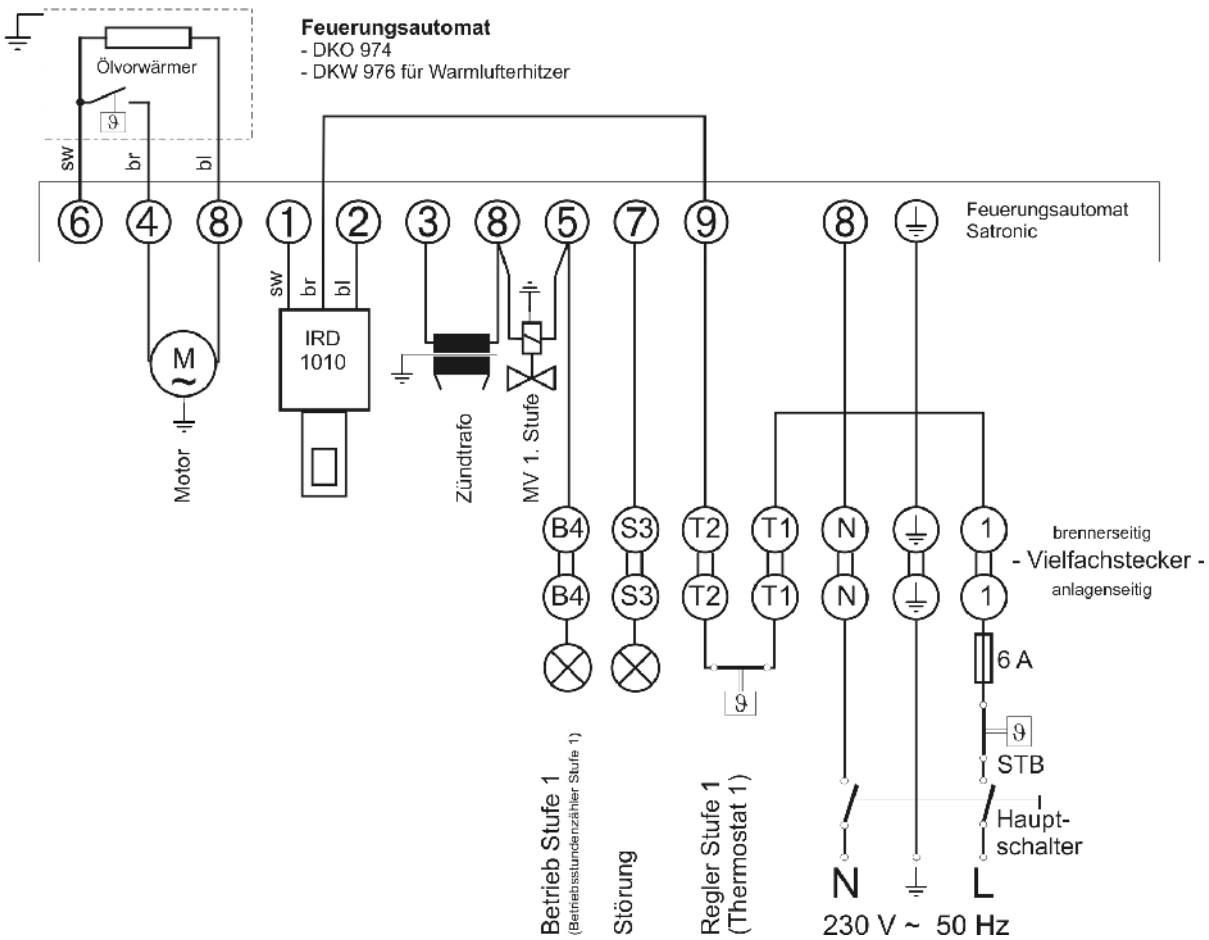 Feuerungsautomat
- DKO 974
- DKW 976 für Warmlufterhitzer
Ölvorwärmer
ϑ
sw
br
bl
6
4
8
1
2
3
8
5
7
9
8
Feuerungsautomat
Satronic
sw
br
bl
IRD
1010
M
~
Motor
Zündtrafo
MV 1. Stufe
B4
S3
T2
T1
N
1
brennerseitig
- Vielfachstecker -
anlagenseitig
B4
S3
T2
T1
N
1
6 A
ϑ
ϑ
STB
Haupt-
schalter
Betrieb Stufe 1
(Betriebsstundenzähler Stufe 1)
Störung
Regler Stufe 1
(Thermostat 1)
N
L
230 V ~ 50 Hz